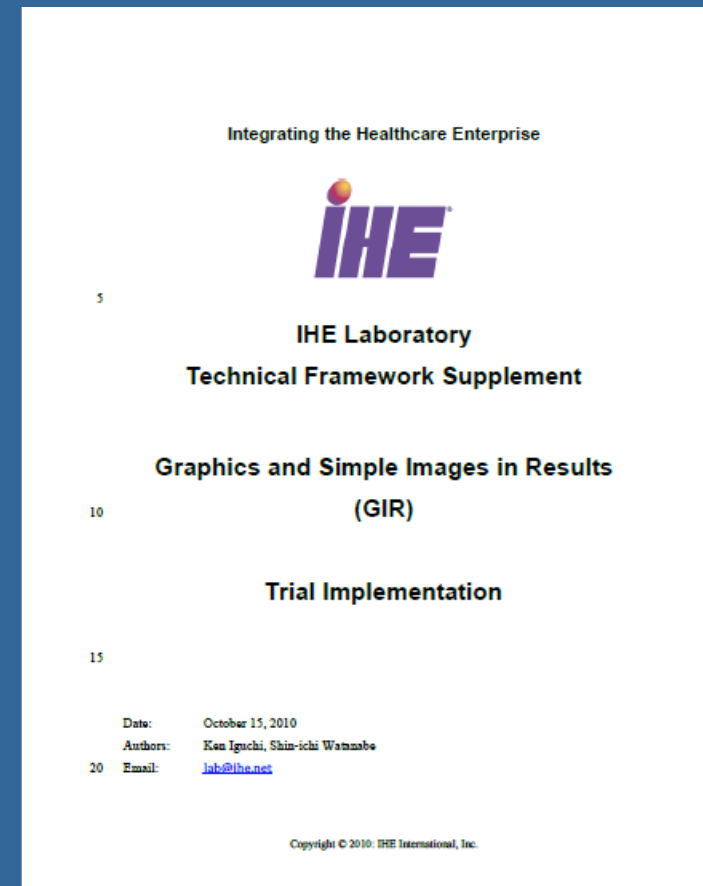 Integrating the Healthcare Enterprise
IHE
5
IHE Laboratory
Technical Framework Supplement
Graphics and Simple Images in Results
10 (GIR)
Trial Implementation
15
Date: October 15, 2010
Authors: Ken Iguchi, Shin-ichi Watanabe
20 Email: lab@ihe.net
Copyright © 2010: IHE International, Inc.